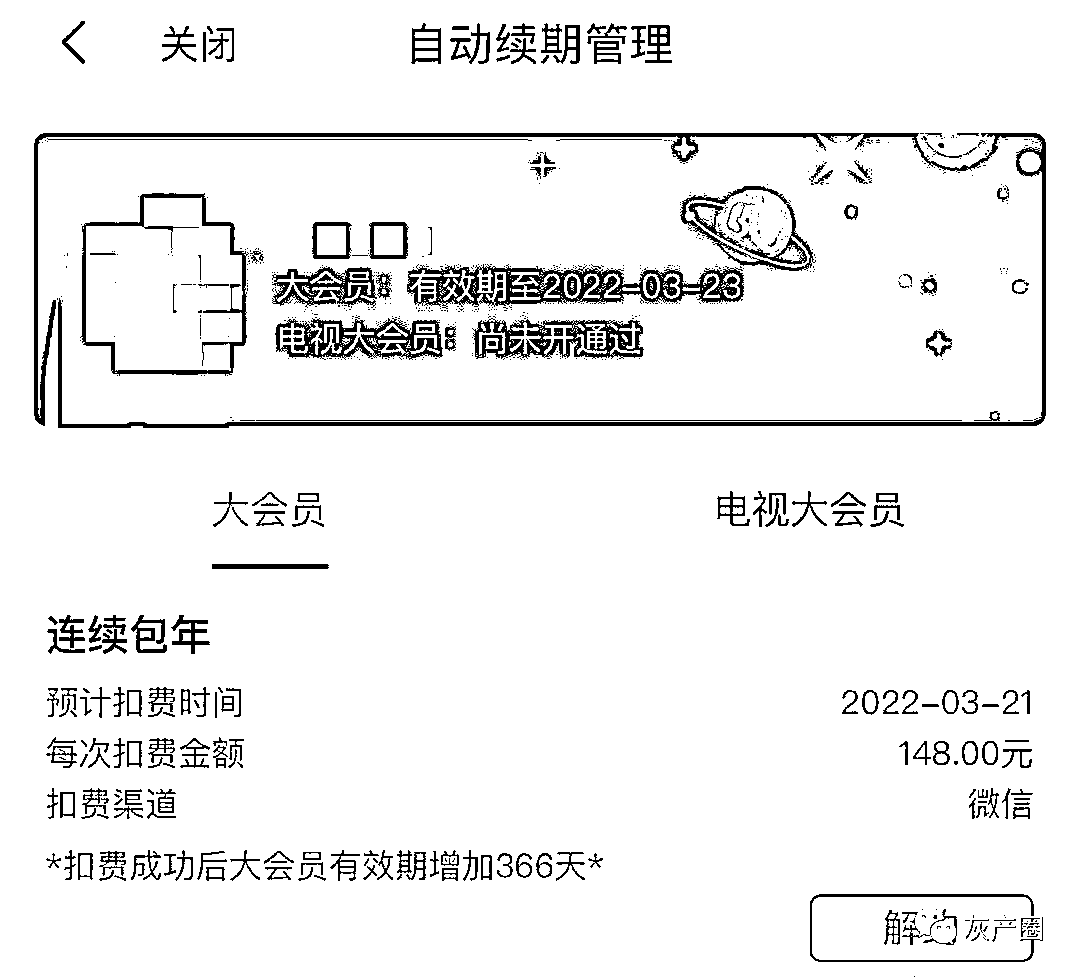 关闭 自动续期管理
大会员：有效期至2022-03-23
电视大会员：尚未开通过
大会员 电视大会员
连续包年
预计扣费时间 2022-03-21
每次扣费金额 148.00元
扣费渠道 微信
*扣费成功后大会员有效期增加366天*
解约 灰产圈